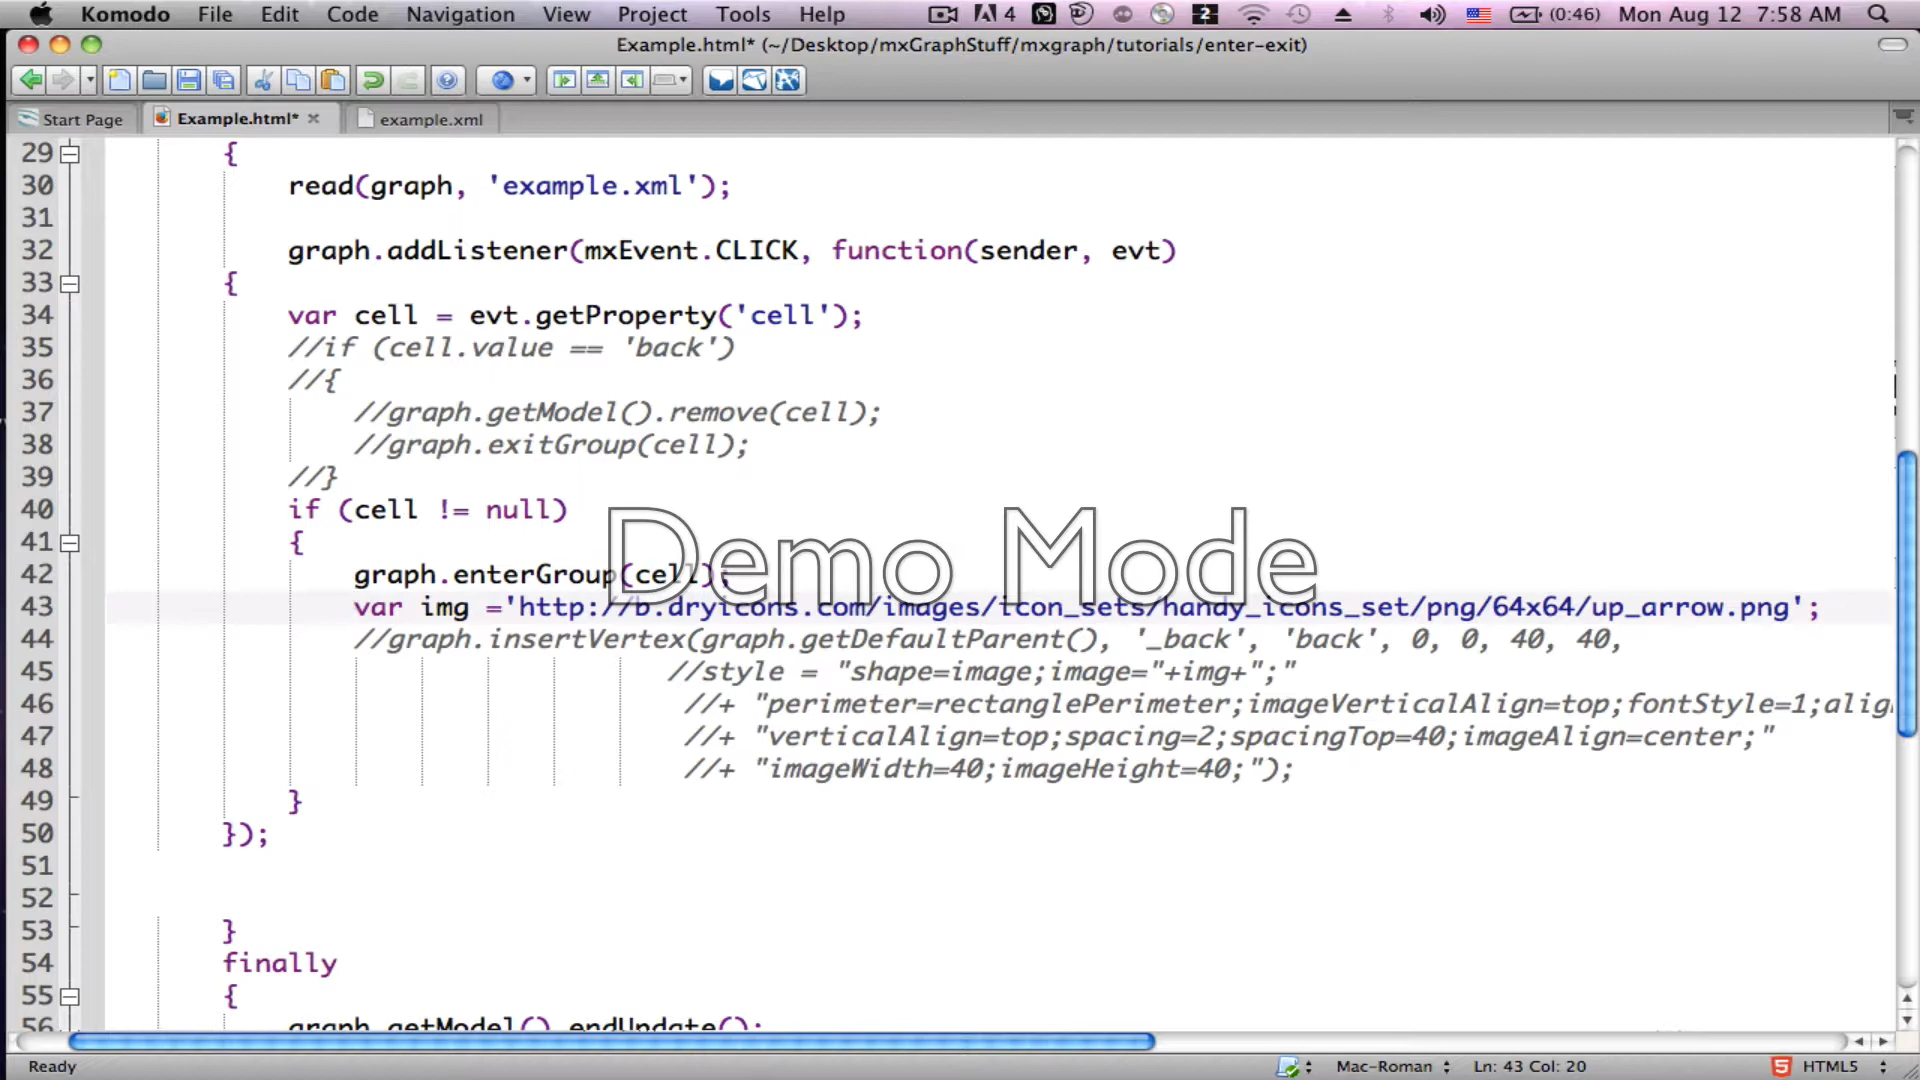 Komodo File Edit Code Navigation View Project Tools Help 4 2 (0:46) Mon Aug 12 7:58 AM
Example.html* (~/Desktop/mxGraphStuff/mxgraph/tutorials/enter-exit)
Start Page Example.html* example.xml
29 {
30 read(graph, 'example.xml');
31
32 graph.addListener(mxEvent.CLICK, function(sender, evt)
33 {
34 var cell = evt.getProperty('cell');
35 //if (cell.value == 'back')
36 //{
37 //graph.getModel().remove(cell);
38 //graph.exitGroup(cell);
39 //}
40 if (cell != null)
41 {
Demo Mode
42 graph.enterGroup(cell);
43 var img ='http://b.dryicons.com/images/icon_sets/handy_icons_set/png/64x64/up_arrow.png';
44 //graph.insertVertex(graph.getDefaultParent(), '_back', 'back', 0, 0, 40, 40,
45 //style = "shape=image;image="+img+";"
46 //+ "perimeter=rectanglePerimeter;imageVerticalAlign=top;fontStyle=1;alig
47 //+ "verticalAlign=top;spacing=2;spacingTop=40;imageAlign=center;"
48 //+ "imageWidth=40;imageHeight=40;");
49 }
50 });
51
52
53 }
54 finally
55 {
56 graph.getModel().endUpdate();
Ready Mac-Roman Ln: 43 Col: 20 HTML5